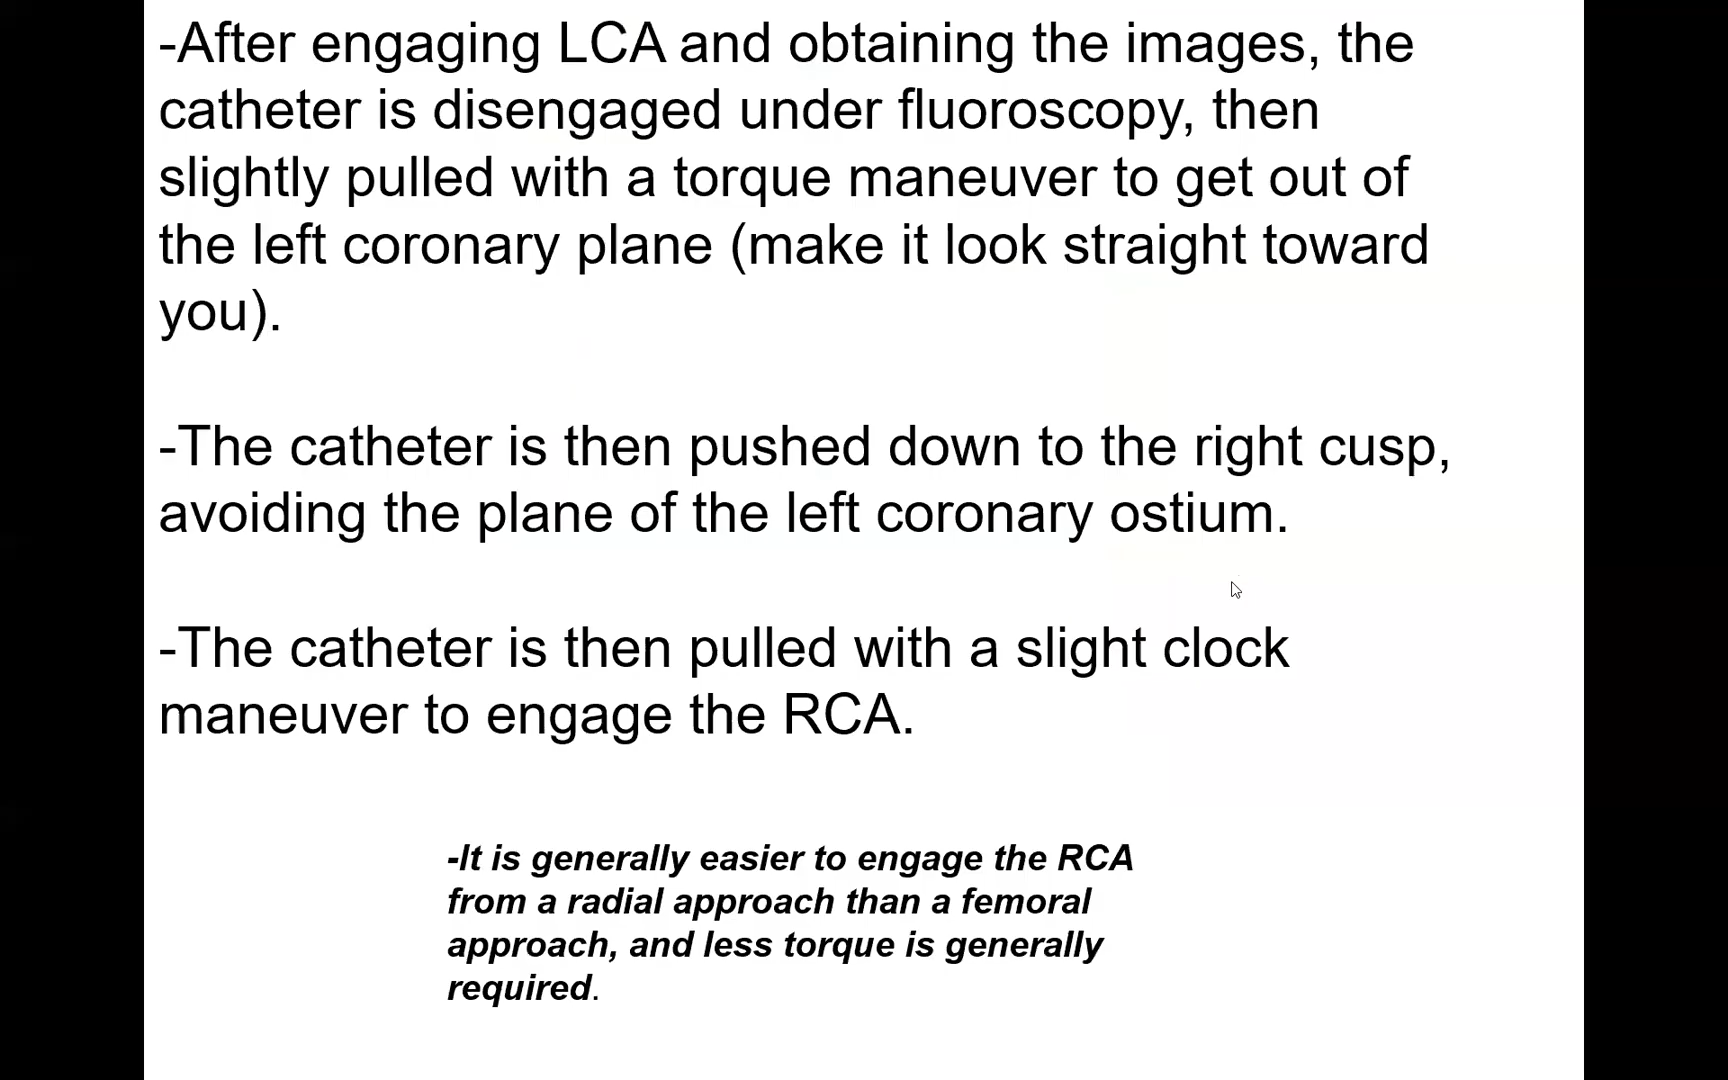 -After engaging LCA and obtaining the images, the
catheter is disengaged under fluoroscopy, then
slightly pulled with a torque maneuver to get out of
the left coronary plane (make it look straight toward
you).
-The catheter is then pushed down to the right cusp,
avoiding the plane of the left coronary ostium.
-The catheter is then pulled with a slight clock
maneuver to engage the RCA.
-It is generally easier to engage the RCA
from a radial approach than a femoral
approach, and less torque is generally
required.